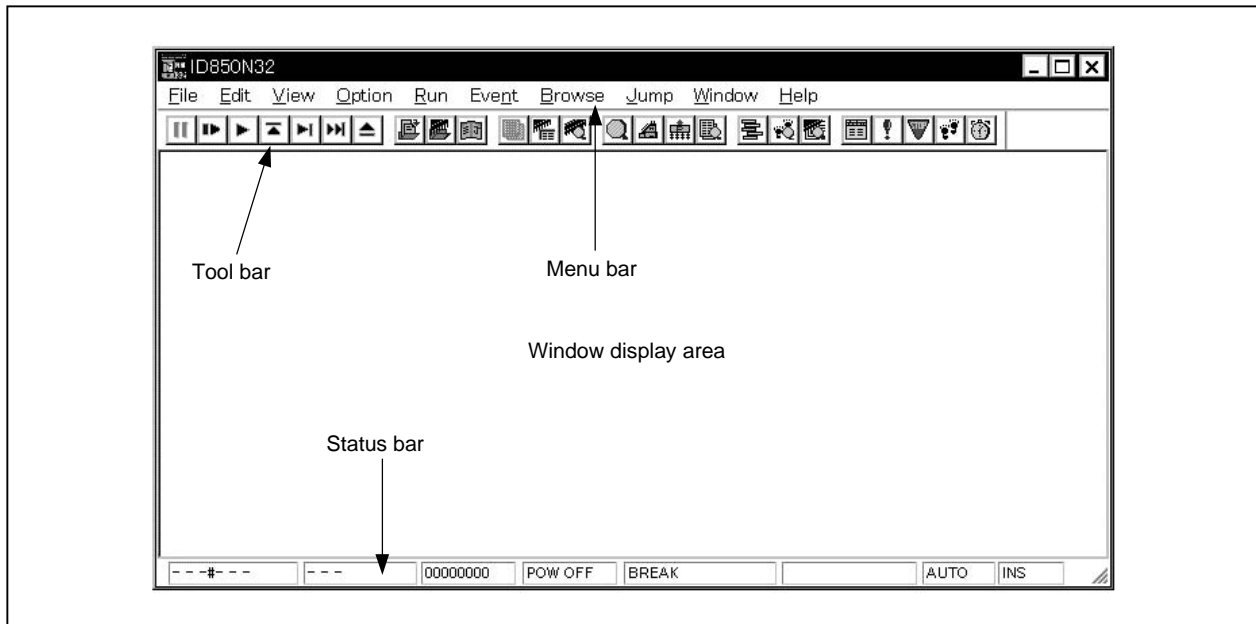 ID850N32
File Edit View Option Run Event Browse Jump Window Help
Tool bar
Menu bar
Window display area
Status bar
- - -#- - - - - - 00000000 POW OFF BREAK AUTO INS